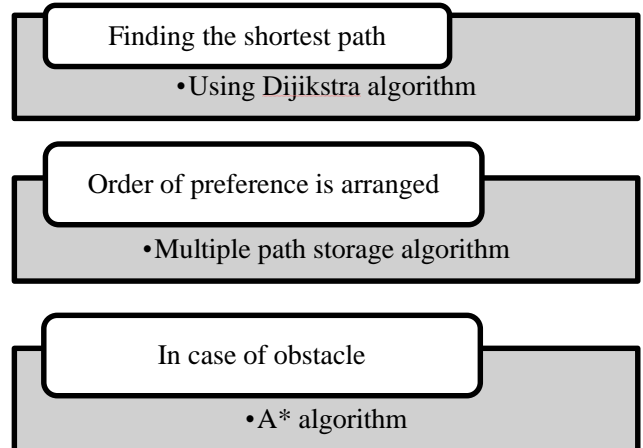 Finding the shortest path
•Using Dijikstra algorithm
Order of preference is arranged
•Multiple path storage algorithm
In case of obstacle
•A* algorithm